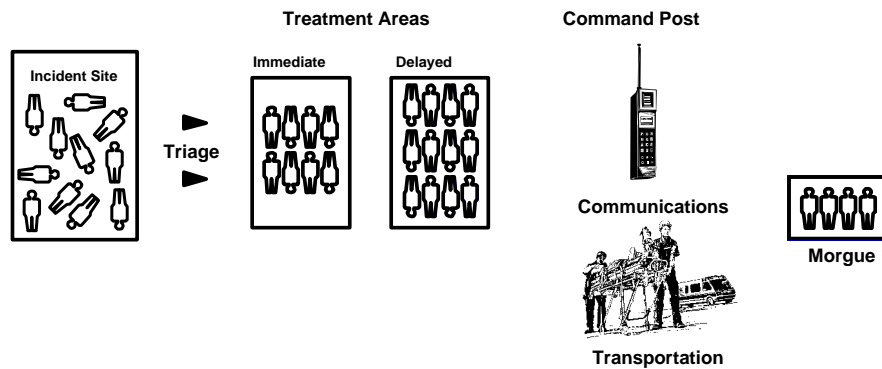 Treatment Areas
Command Post
Immediate
Delayed
Incident Site
Triage
Communications
Morgue
Transportation